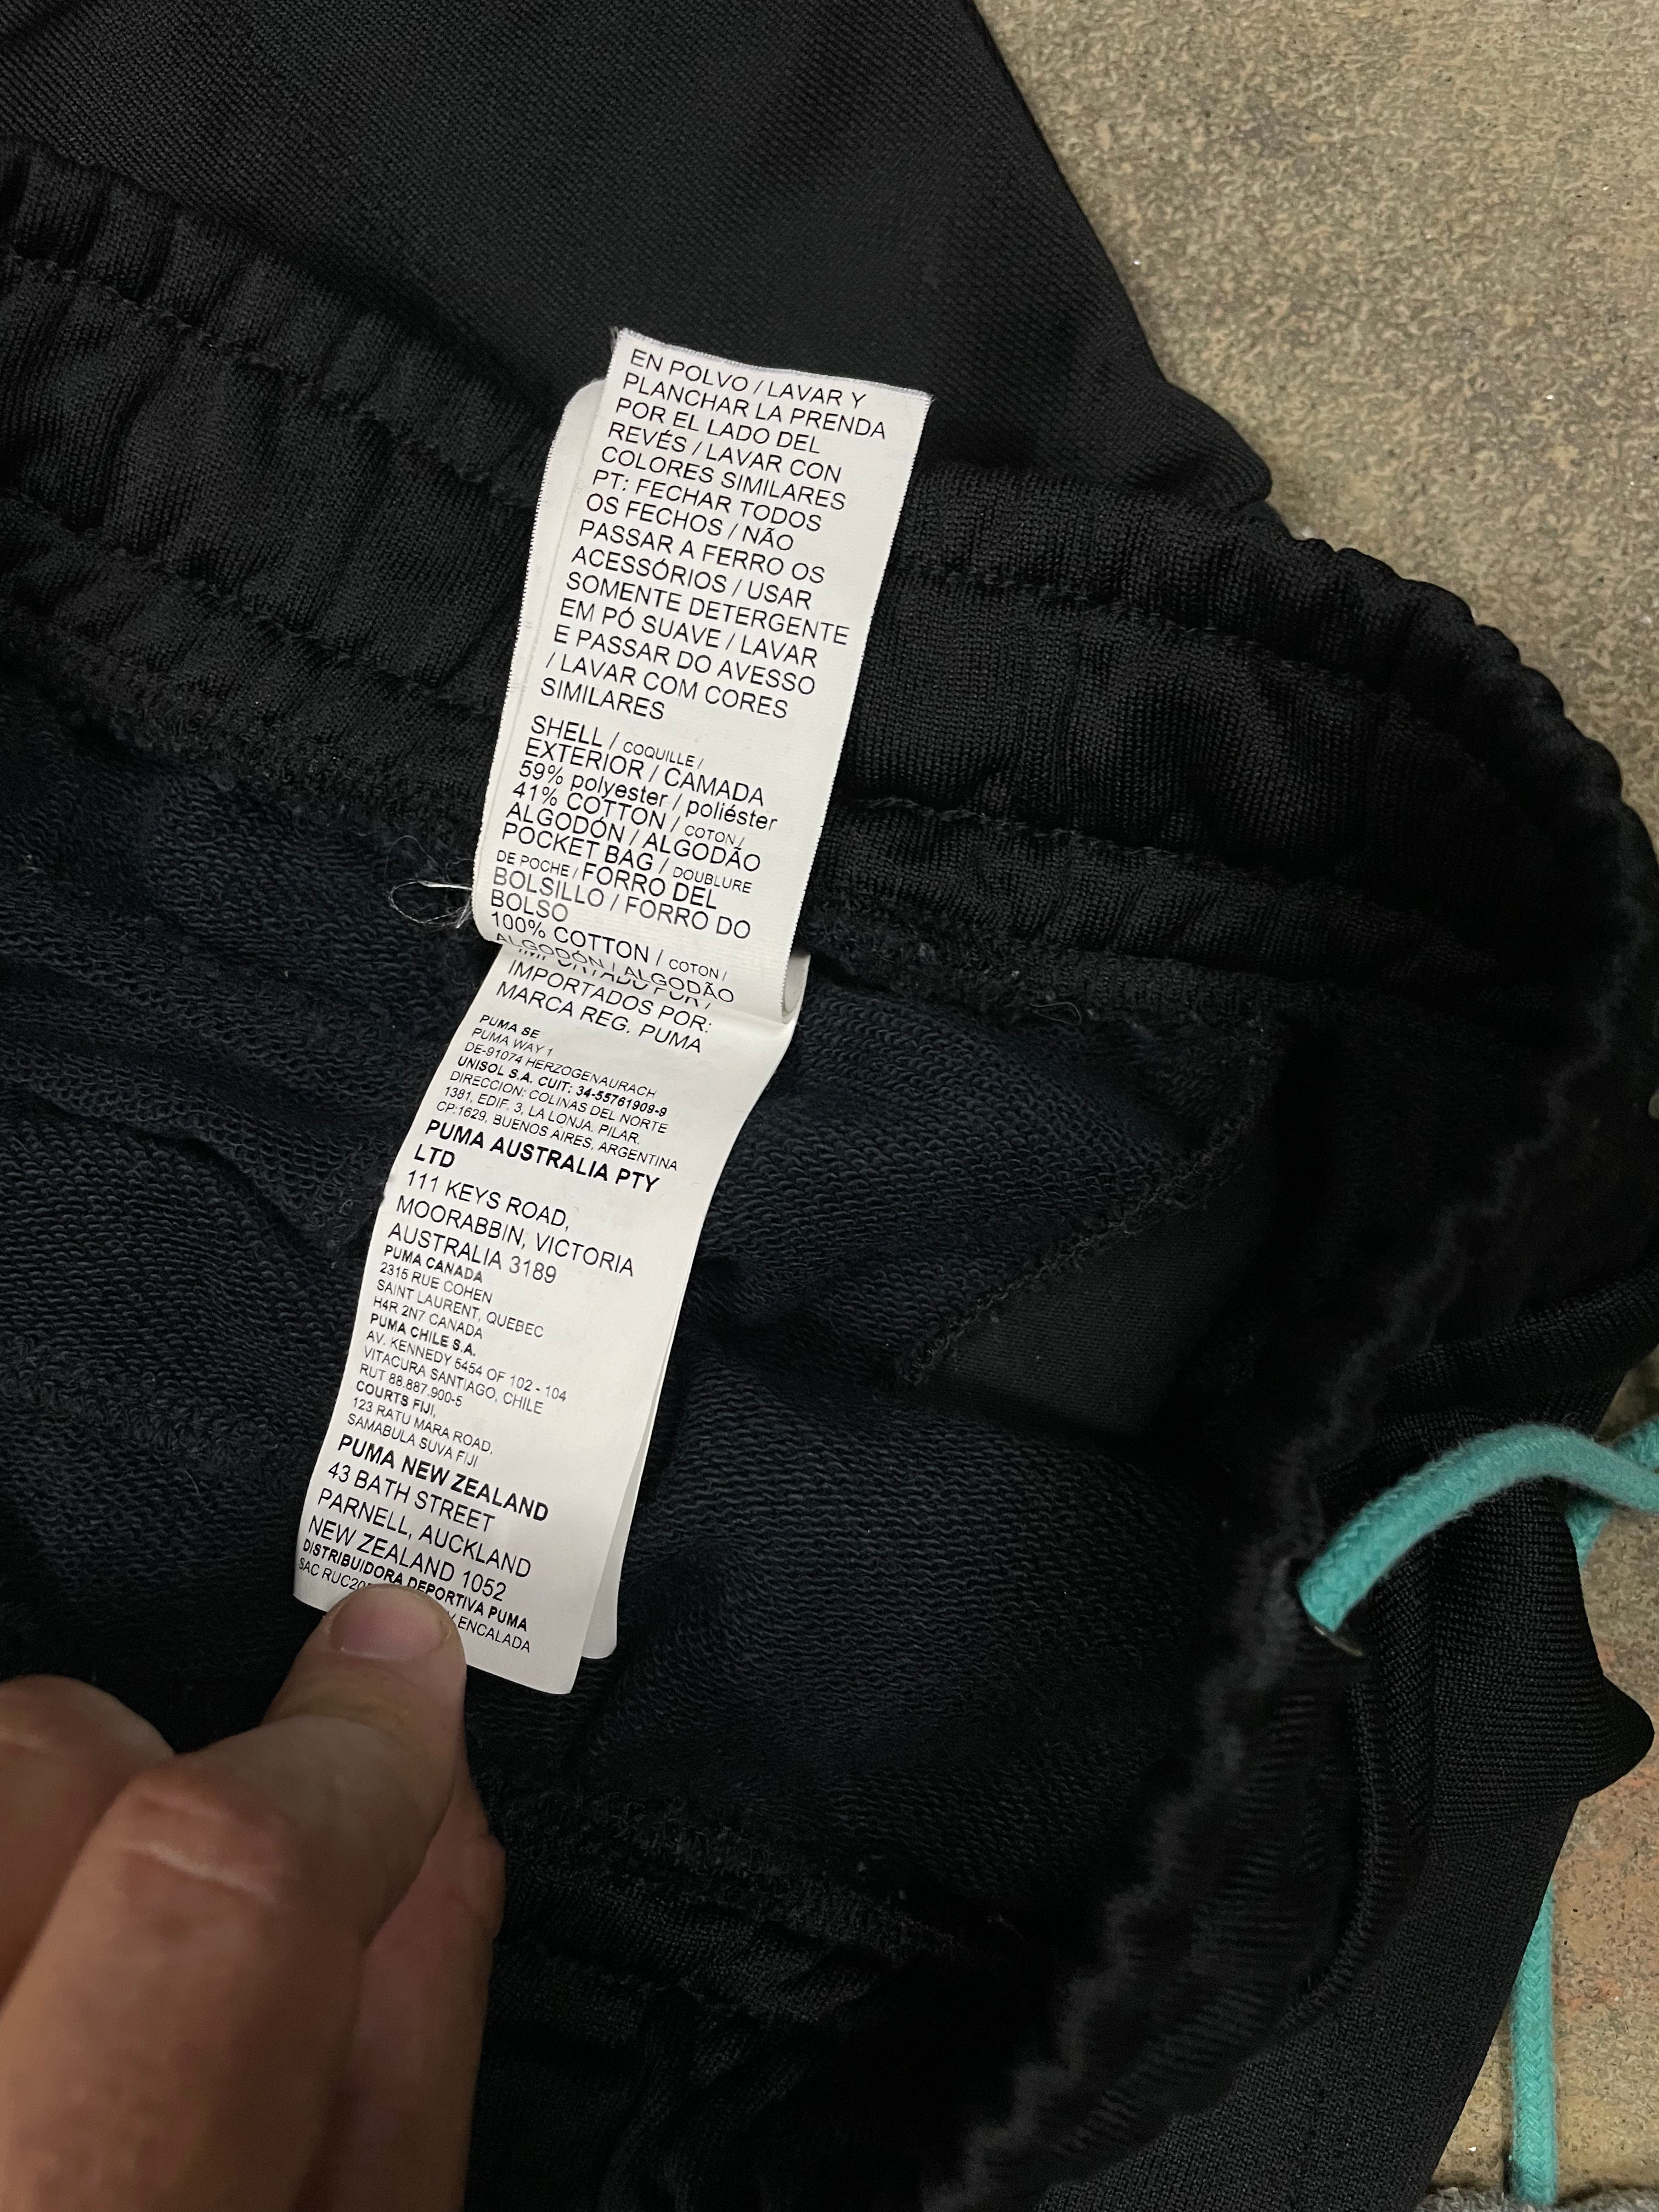 EN POLVO / LAVAR Y
PLANCHAR LA PRENDA
POR EL LADO DEL
REVÉS / LAVAR CON
COLORES SIMILARES
PT: FECHAR TODOS
OS FECHOS / NÃO
PASSAR A FERRO OS
ACESSÓRIOS / USAR
SOMENTE DETERGENTE
EM PÓ SUAVE / LAVAR
E PASSAR DO AVESSO
/ LAVAR COM CORES
SIMILARES
SHELL / COQUILLE /
EXTERIOR / CAMADA
59% polyester / poliéster
41% COTTON / COTON /
ALGODÓN / ALGODÃO
POCKET BAG / DOUBLURE
DE POCHE / FORRO DEL
BOLSILLO / FORRO DO
BOLSO
100% COTTON / COTON /
ALGODÓN / ALGODÃO
IMPORTADOS POR:
MARCA REG. PUMA
PUMA SE
PUMA WAY 1
DE-91074 HERZOGENAURACH
UNISOL S.A. CUIT: 34-55761909-9
DIRECCION: COLINAS DEL NORTE
1381, EDIF. 3, LA LONJA. PILAR.
CP:1629, BUENOS AIRES, ARGENTINA
PUMA AUSTRALIA PTY
LTD
111 KEYS ROAD,
MOORABBIN, VICTORIA
AUSTRALIA 3189
PUMA CANADA
2315 RUE COHEN
SAINT LAURENT, QUEBEC
H4R 2N7 CANADA
PUMA CHILE S.A.
AV. KENNEDY 5454 OF 102 - 104
VITACURA SANTIAGO, CHILE
RUT 88.887.900-5
COURTS FIJI,
123 RATU MARA ROAD,
SAMABULA SUVA FIJI
PUMA NEW ZEALAND
43 BATH STREET
PARNELL, AUCKLAND
NEW ZEALAND 1052
DISTRIBUIDORA DEPORTIVA PUMA
SAC ENCALADA